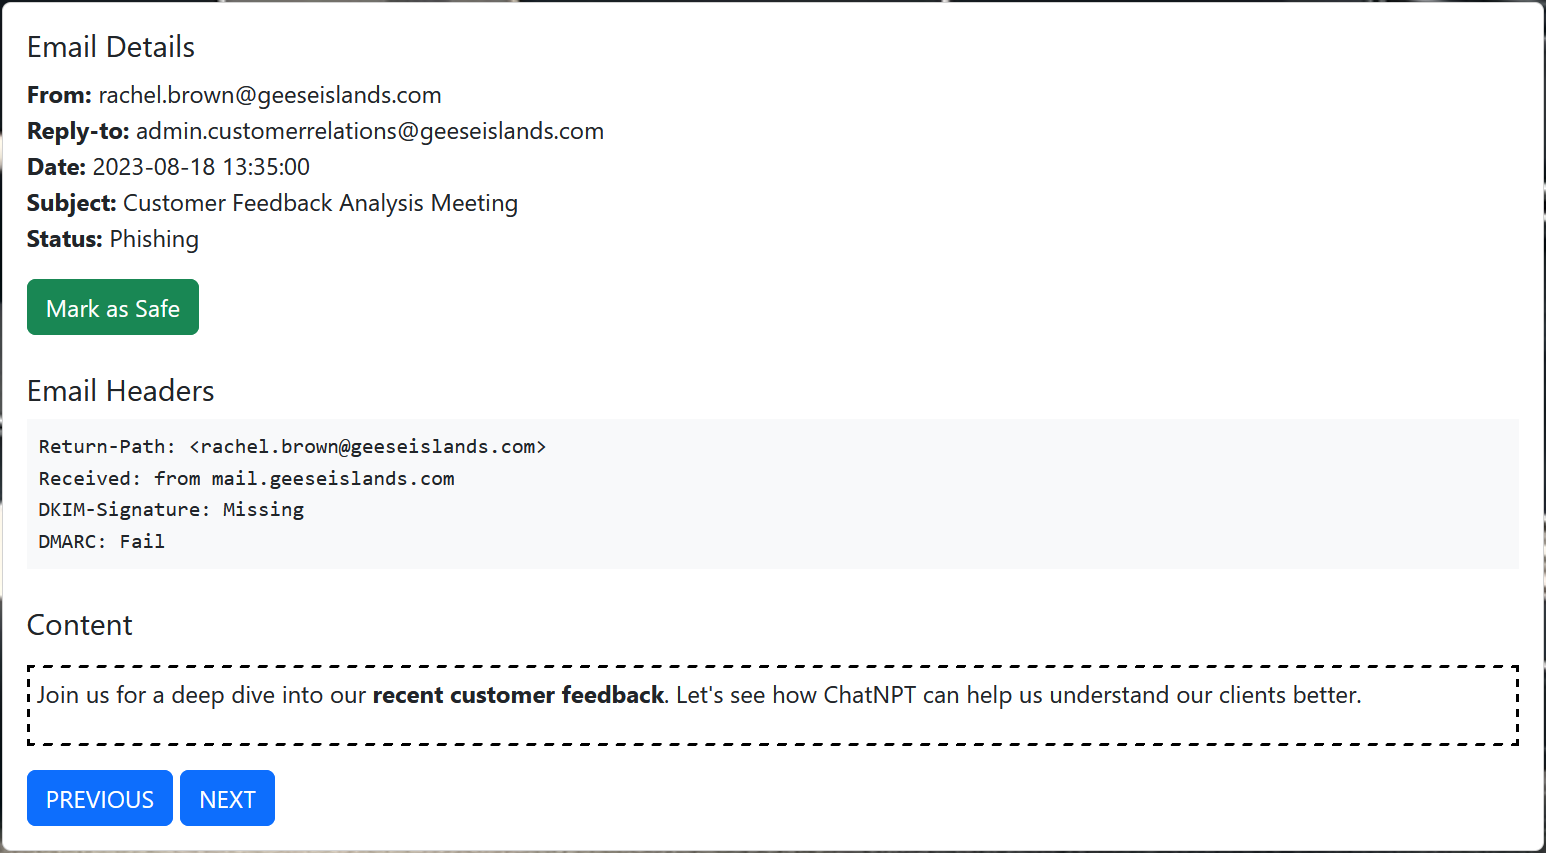 Email Details
From: rachel.brown@geeseislands.com
Reply-to: admin.customerrelations@geeseislands.com
Date: 2023-08-18 13:35:00
Subject: Customer Feedback Analysis Meeting
Status: Phishing
Mark as Safe
Email Headers
Return-Path: <rachel.brown@geeseislands.com>
Received: from mail.geeseislands.com
DKIM-Signature: Missing
DMARC: Fail
Content
Join us for a deep dive into our recent customer feedback. Let's see how ChatNPT can help us understand our clients better.
PREVIOUS NEXT